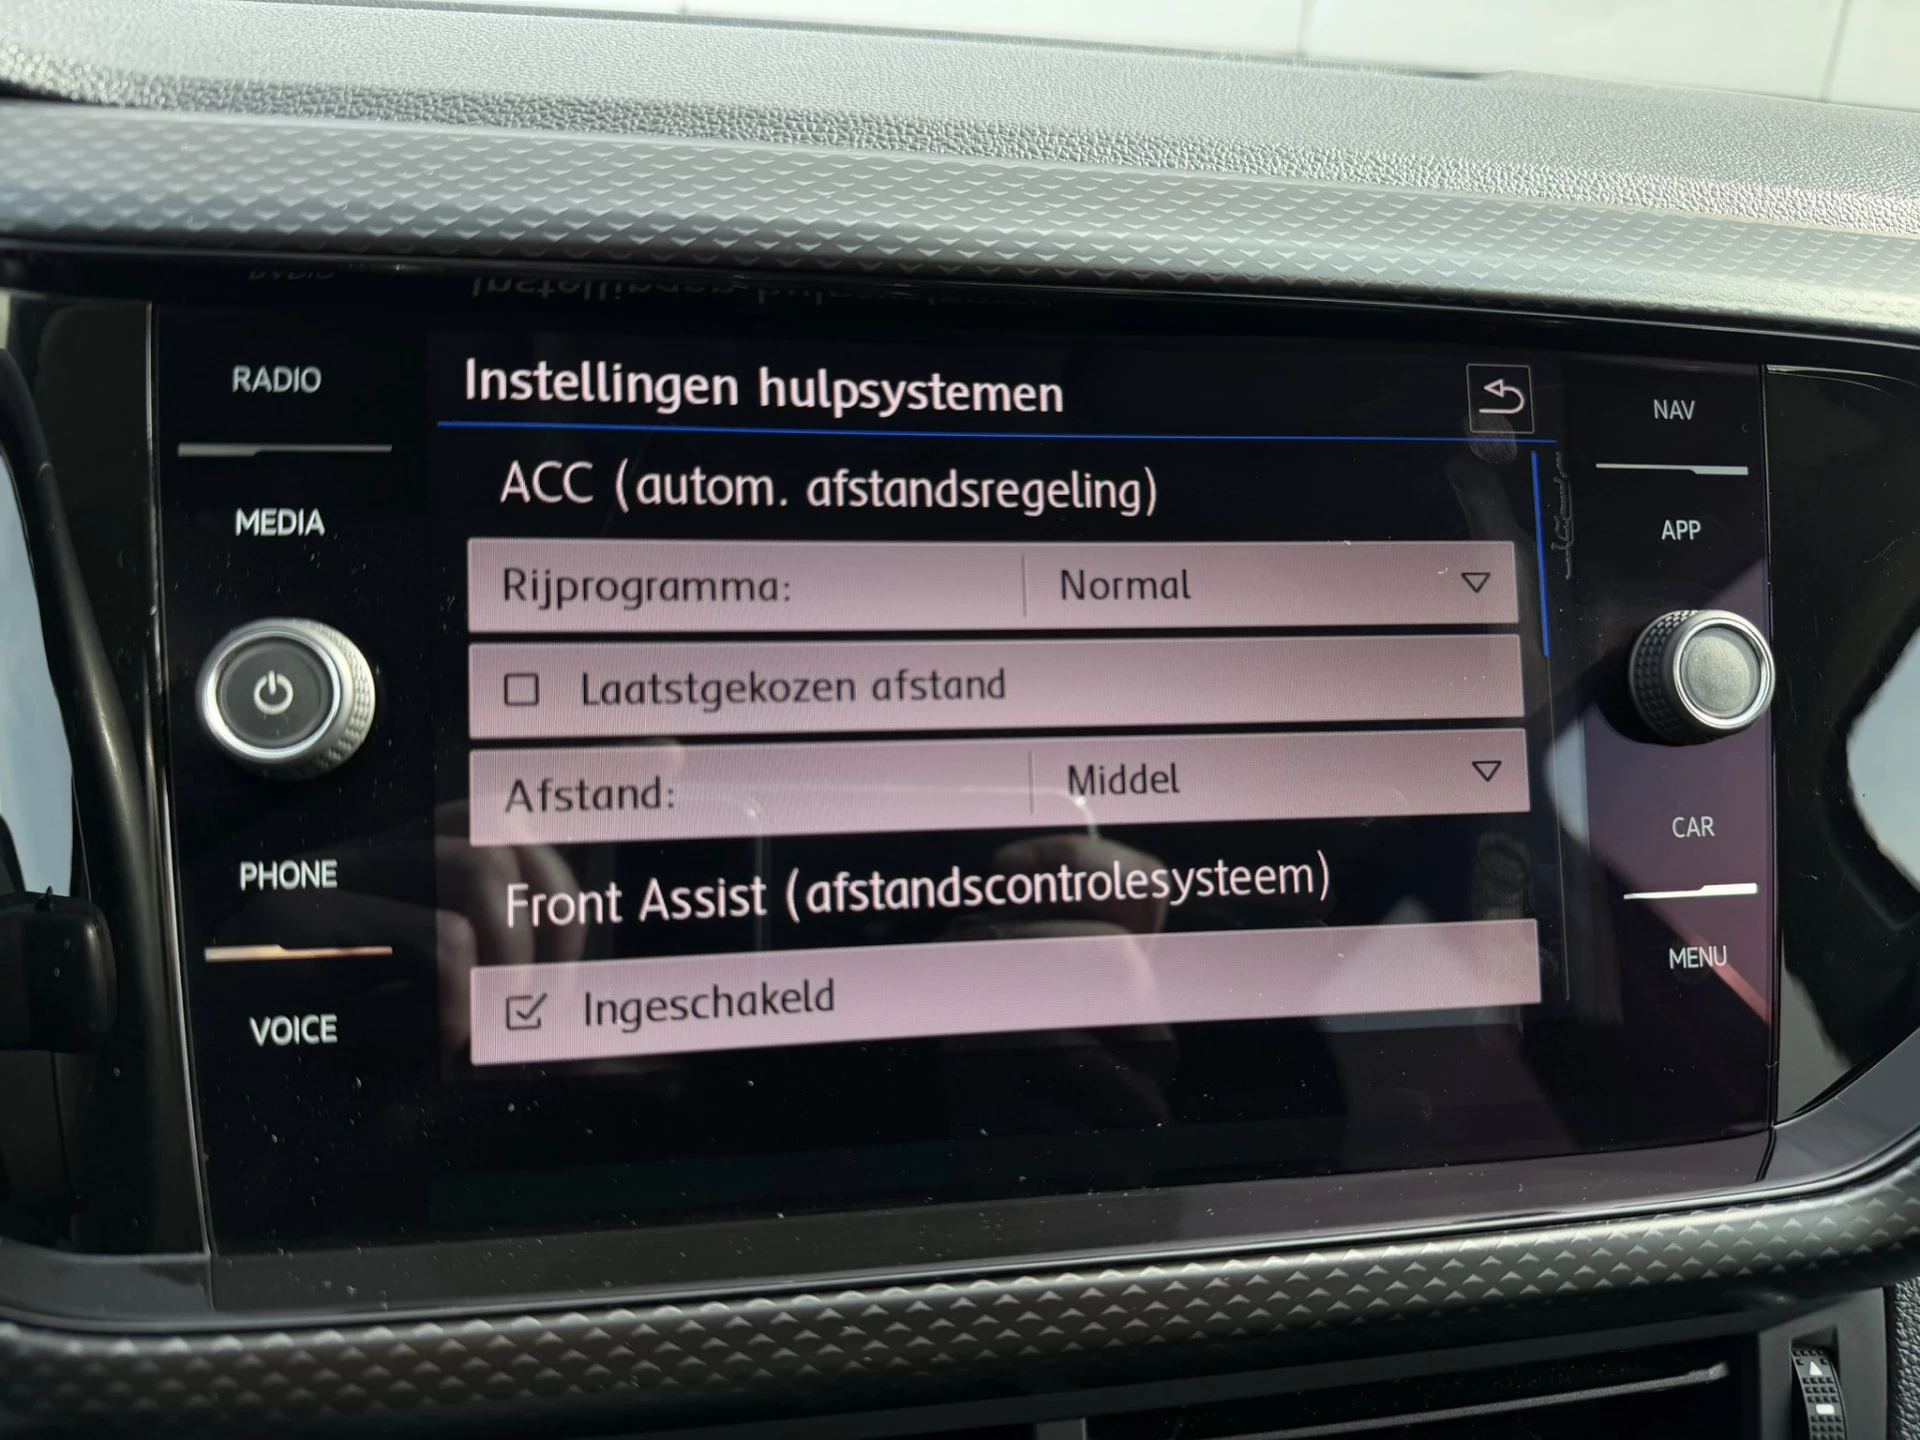 RADIO
MEDIA
PHONE
VOICE
Instellingen hulpsystemen
ACC (autom. afstandsregeling)
Rijprogramma: Normal
Laatstgekozen afstand
Afstand: Middel
Front Assist (afstandscontrolesysteem)
Ingeschakeld
NAV
APP
CAR
MENU